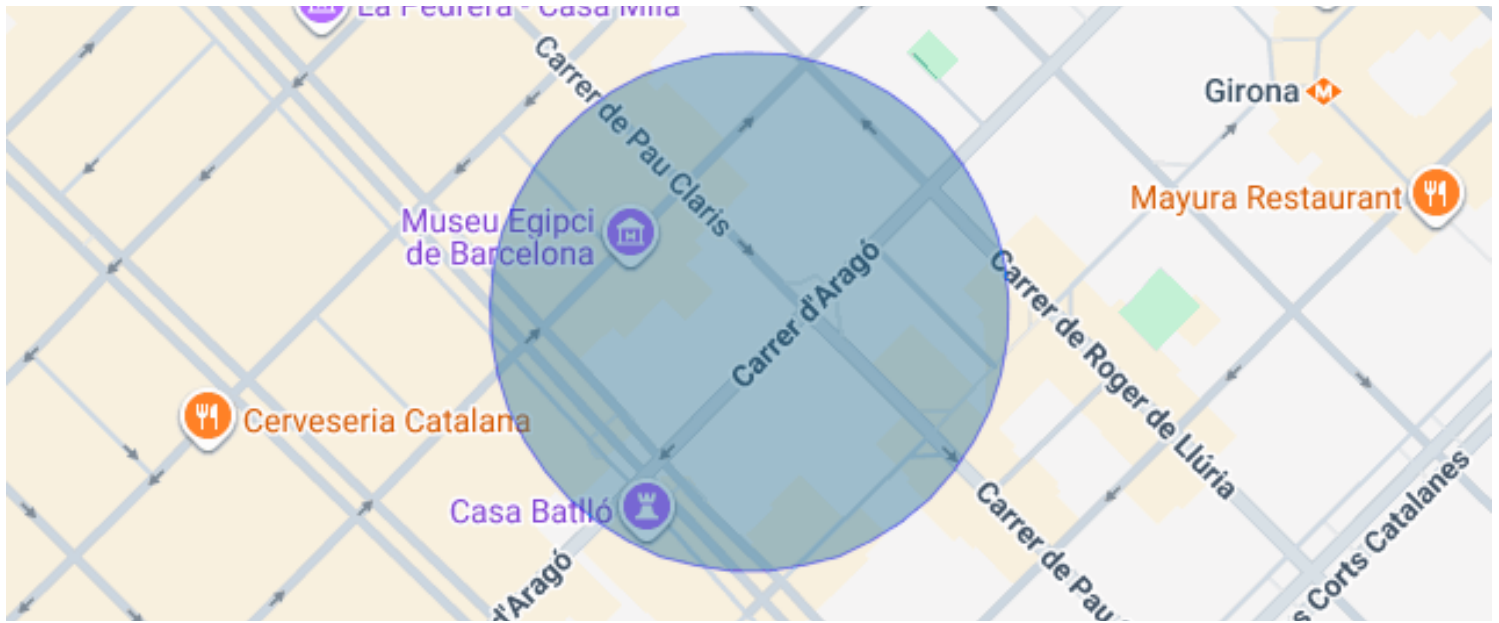 La Pedrera - Casa Milà
Carrer de Pau Claris
Girona
Mayura Restaurant
Museu Egipci
de Barcelona
Carrer d'Aragó
Carrer de Roger de Llúria
Cerveseria Catalana
Casa Batlló
d'Aragó
Carrer de Pau
s Corts Catalanes